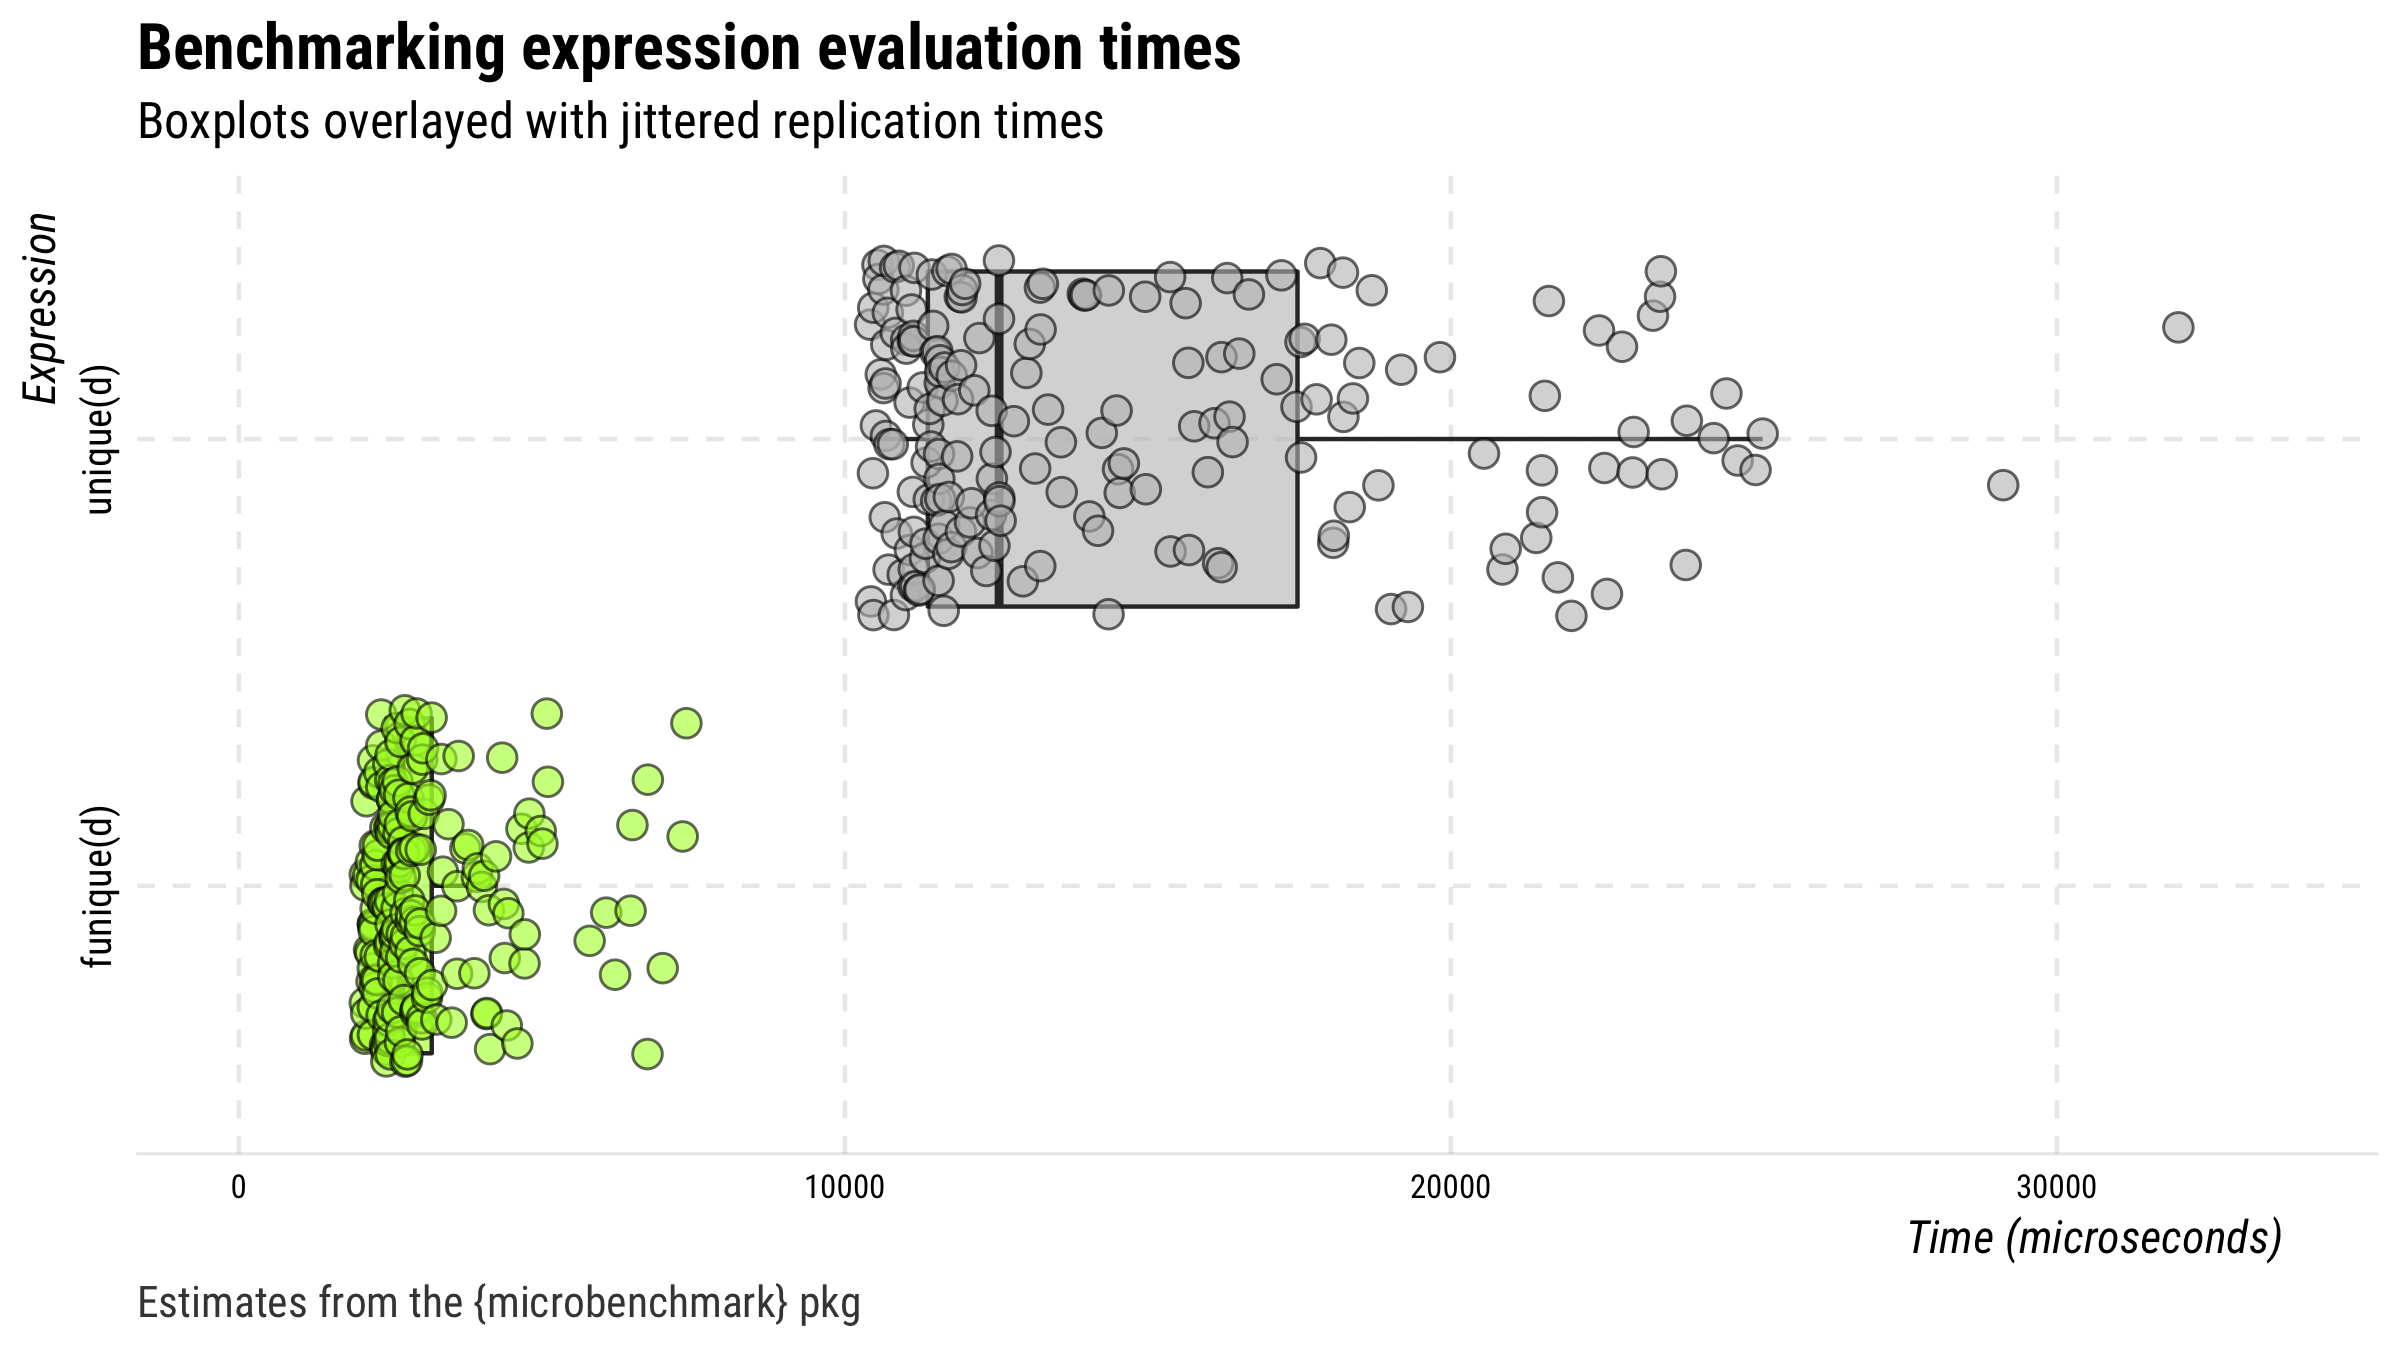 Benchmarking expression evaluation times
Boxplots overlayed with jittered replication times
Expression
unique(d)
funique(d)
0
10000
20000
30000
Time (microseconds)
Estimates from the {microbenchmark} pkg